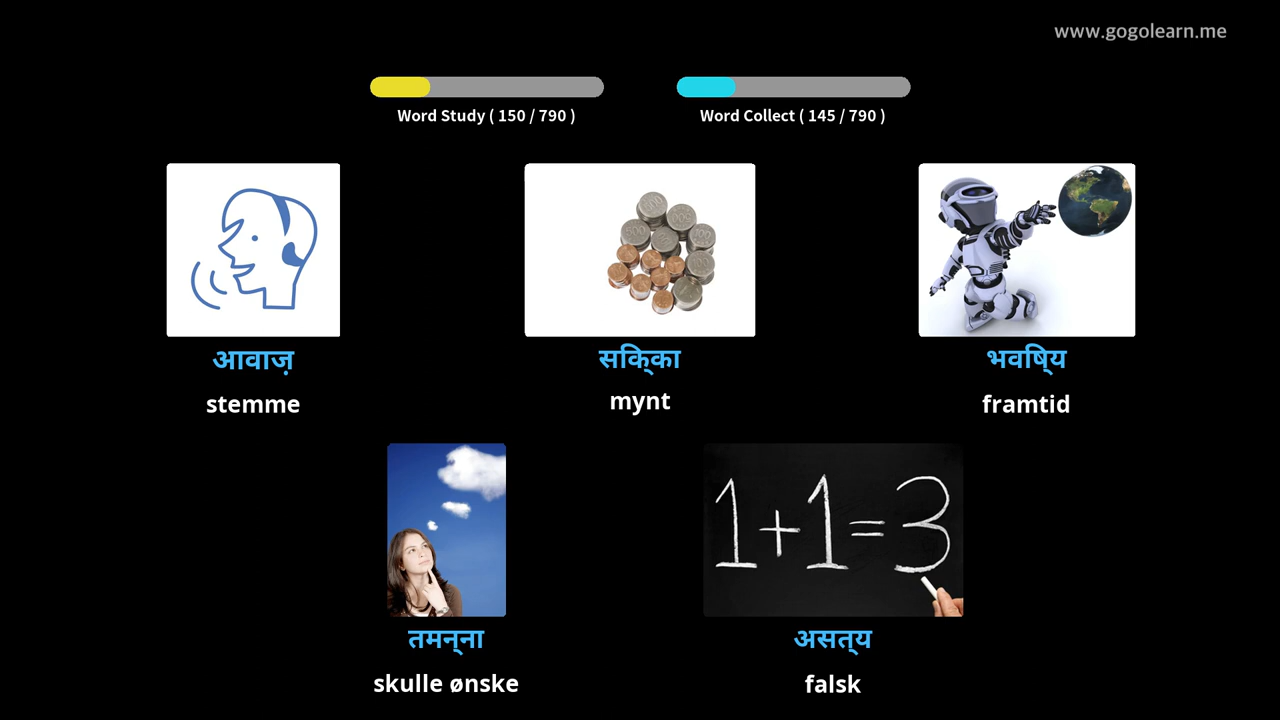 www.gogolearn.me
Word Study ( 150 / 790 )
Word Collect ( 145 / 790 )
आवाज़
stemme
सिक्का
mynt
भविष्य
framtid
1+1=3
तमन्ना
skulle ønske
असत्य
falsk